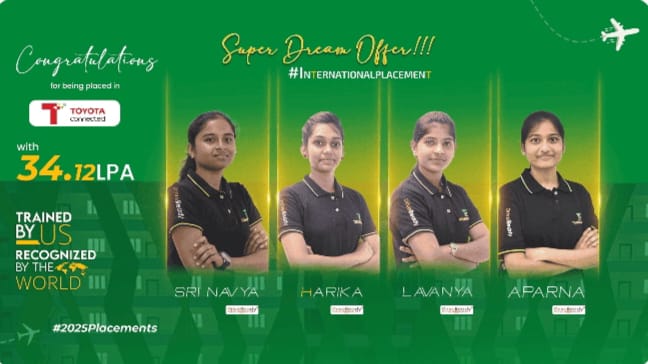 Congratulations
for being placed in
TOYOTA
connected
with
34.12LPA
TRAINED
BY US
RECOGNIZED
BY THE
WORLD
#2025Placements
Super Dream Offer!!!
#INTERNATIONALPLACEMENT
SRI NAVYA
HARIKA
LAVANYA
APARNA